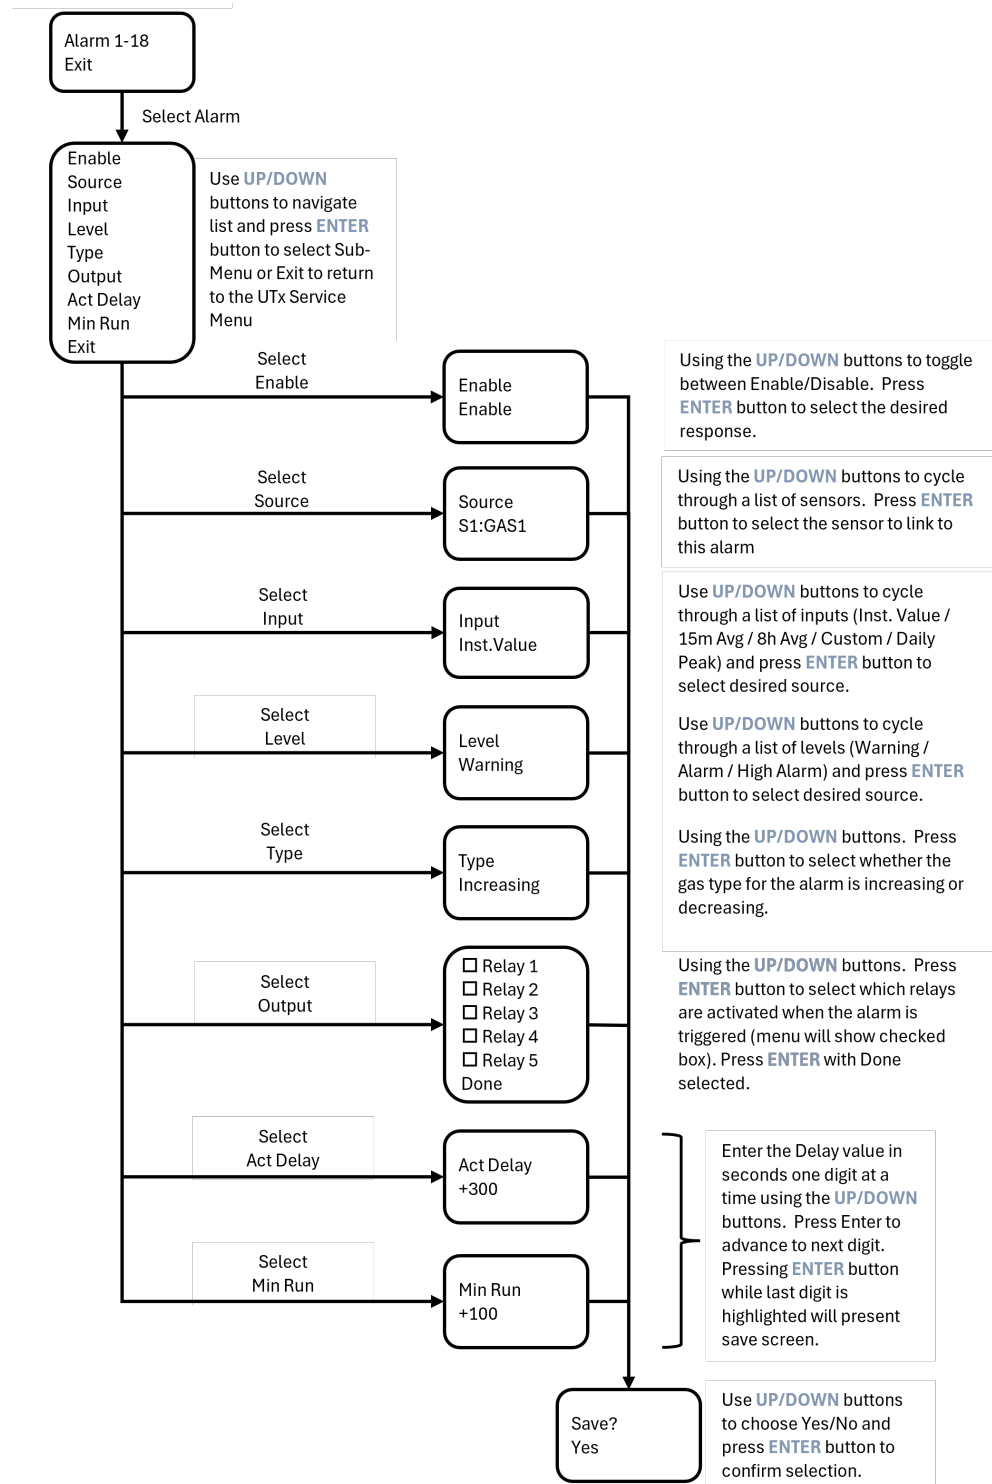 Alarm 1-18
Exit
Select Alarm
Enable
Source
Input
Level
Type
Output
Act Delay
Min Run
Exit
Use UP/DOWN
buttons to navigate
list and press ENTER
button to select Sub-
Menu or Exit to return
to the UTx Service
Menu
Select
Enable
Enable
Enable
Using the UP/DOWN buttons to toggle
between Enable/Disable.  Press
ENTER button to select the desired
response.
Select
Source
Source
S1:GAS1
Using the UP/DOWN buttons to cycle
through a list of sensors.  Press ENTER
button to select the sensor to link to
this alarm
Select
Input
Input
Inst.Value
Use UP/DOWN buttons to cycle
through a list of inputs (Inst. Value /
15m Avg / 8h Avg / Custom / Daily
Peak) and press ENTER button to
select desired source.
Select
Level
Level
Warning
Use UP/DOWN buttons to cycle
through a list of levels (Warning /
Alarm / High Alarm) and press ENTER
button to select desired source.
Select
Type
Type
Increasing
Using the UP/DOWN buttons.  Press
ENTER button to select whether the
gas type for the alarm is increasing or
decreasing.
Select
Output
☐ Relay 1
☐ Relay 2
☐ Relay 3
☐ Relay 4
☐ Relay 5
Done
Using the UP/DOWN buttons.  Press
ENTER button to select which relays
are activated when the alarm is
triggered (menu will show checked
box). Press ENTER with Done
selected.
Select
Act Delay
Act Delay
+300
Select
Min Run
Min Run
+100
Enter the Delay value in
seconds one digit at a
time using the UP/DOWN
buttons.  Press Enter to
advance to next digit.
Pressing ENTER button
while last digit is
highlighted will present
save screen.
Save?
Yes
Use UP/DOWN buttons
to choose Yes/No and
press ENTER button to
confirm selection.